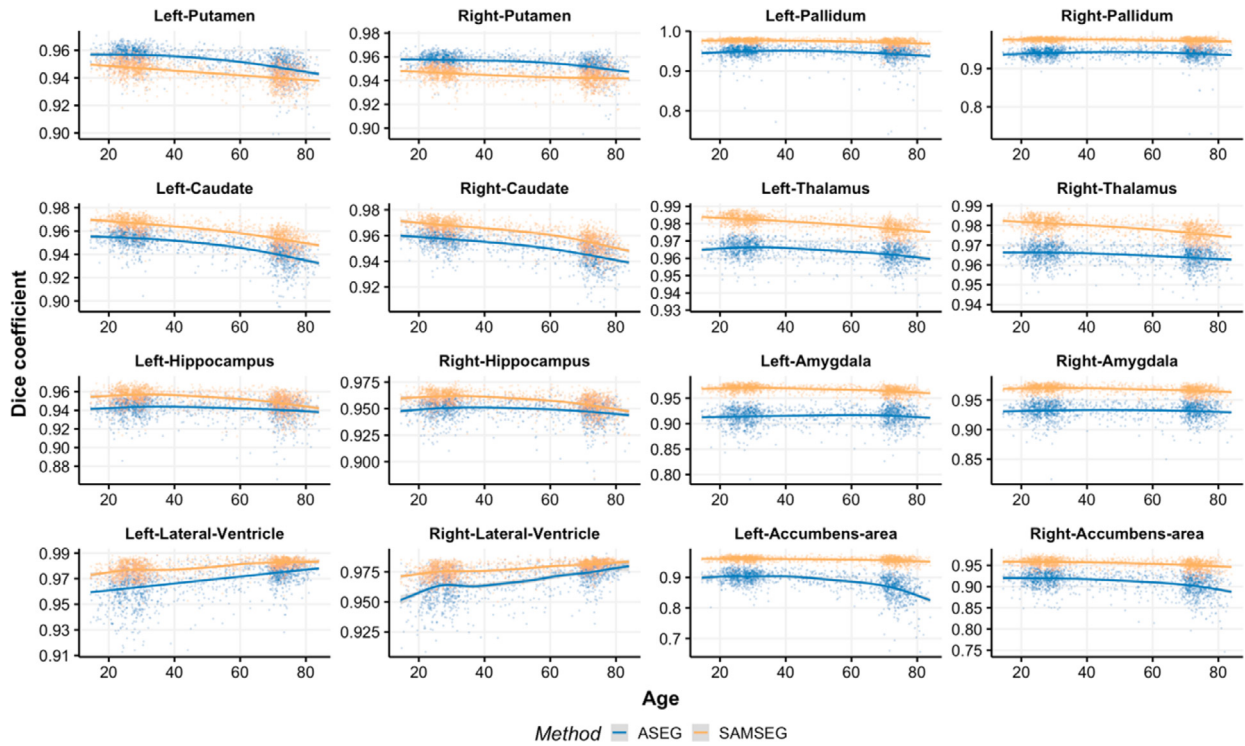 Left-Putamen Right-Putamen Left-Pallidum Right-Pallidum
0.96 0.98 1.0
0.94 0.96 0.9 0.9
0.92 0.94 0.8 0.8
0.90 0.92
0.90
20 40 60 80 20 40 60 80 20 40 60 80 20 40 60 80
Left-Caudate Right-Caudate Left-Thalamus Right-Thalamus
0.98 0.98 0.99 0.99
0.96 0.96 0.98 0.98
0.94 0.94 0.97 0.97
0.92 0.92 0.96 0.96
0.90 0.95 0.95
0.94 0.94
0.93
20 40 60 80 20 40 60 80 20 40 60 80 20 40 60 80
Dice coefficient
Left-Hippocampus Right-Hippocampus Left-Amygdala Right-Amygdala
0.96 0.975 0.95 0.95
0.94 0.950 0.90 0.90
0.92 0.925 0.85 0.85
0.90 0.900 0.80
0.88
20 40 60 80 20 40 60 80 20 40 60 80 20 40 60 80
Left-Lateral-Ventricle Right-Lateral-Ventricle Left-Accumbens-area Right-Accumbens-area
0.99 0.975 0.9 0.95
0.97 0.950 0.8 0.90
0.95 0.925 0.7 0.85
0.93 0.80
0.91 0.75
20 40 60 80 20 40 60 80 20 40 60 80 20 40 60 80
Age
Method ASEG SAMSEG